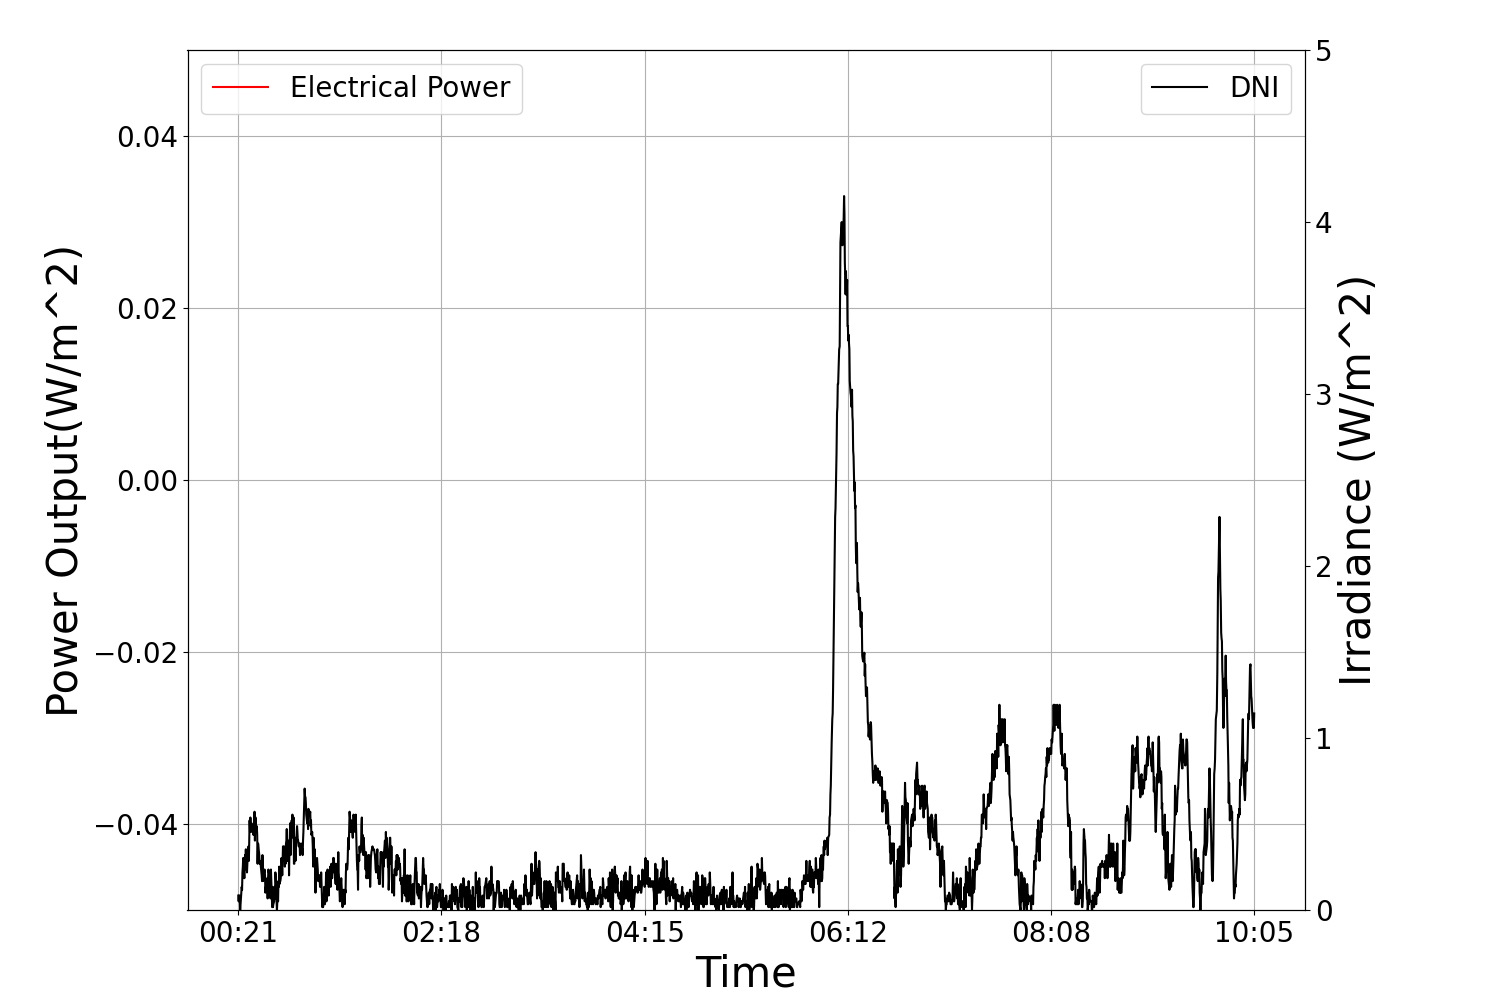 Electrical Power
DNI
0.04
0.02
0.00
−0.02
−0.04
Power Output(W/m^2)
5
4
3
2
1
0
Irradiance (W/m^2)
00:21 02:18 04:15 06:12 08:08 10:05
Time